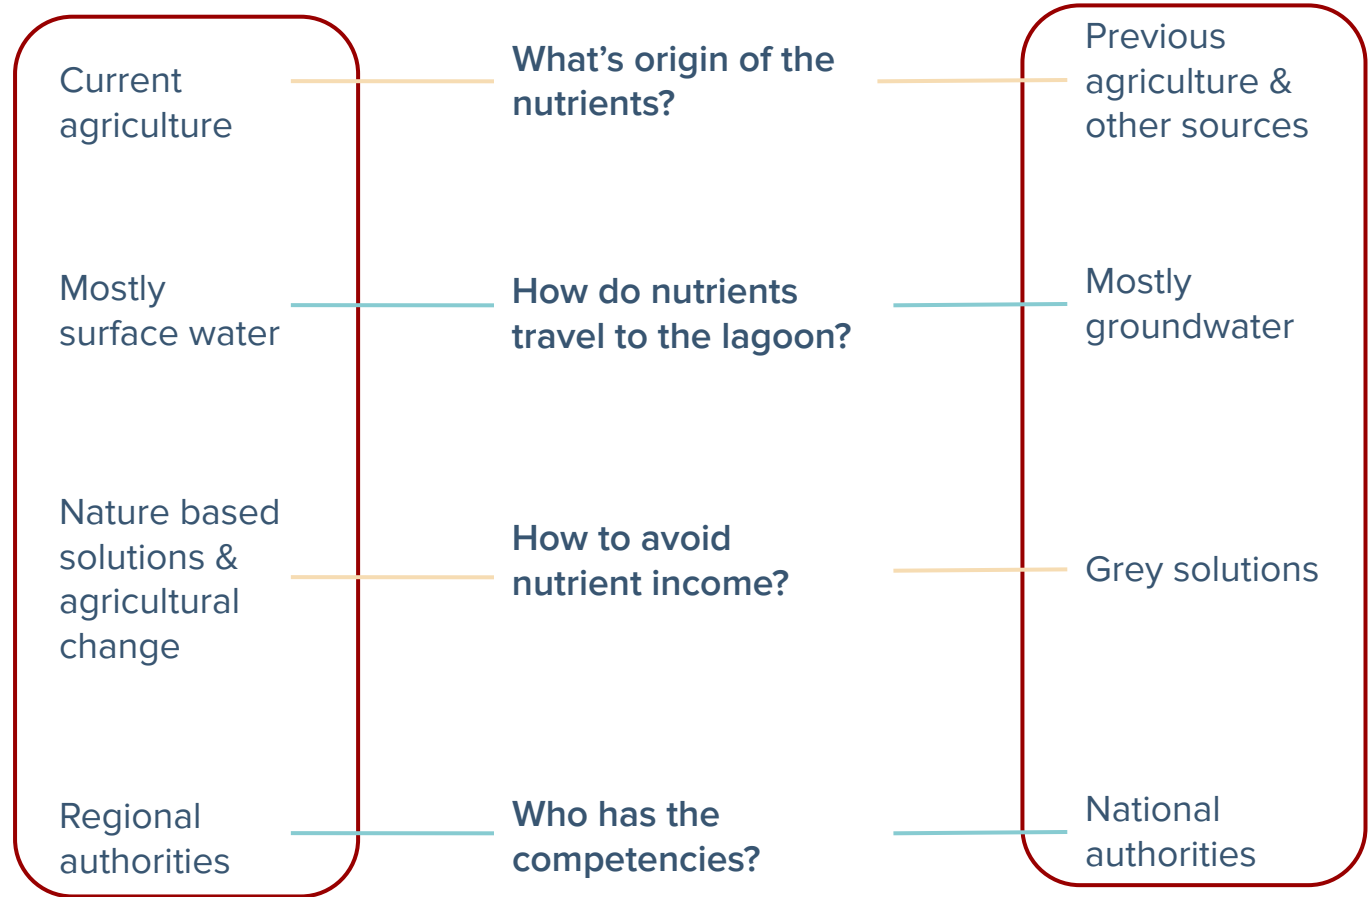 Current
agriculture
What’s origin of the
nutrients?
Previous
agriculture &
other sources
Mostly
surface water
How do nutrients
travel to the lagoon?
Mostly
groundwater
Nature based
solutions &
agricultural
change
How to avoid
nutrient income?
Grey solutions
Regional
authorities
Who has the
competencies?
National
authorities